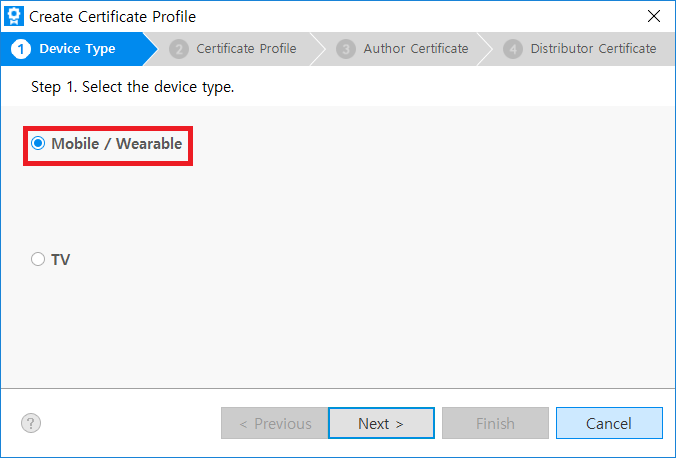 Create Certificate Profile
1 Device Type 2 Certificate Profile 3 Author Certificate 4 Distributor Certificate
Step 1. Select the device type.
Mobile / Wearable
TV
? < Previous Next > Finish Cancel